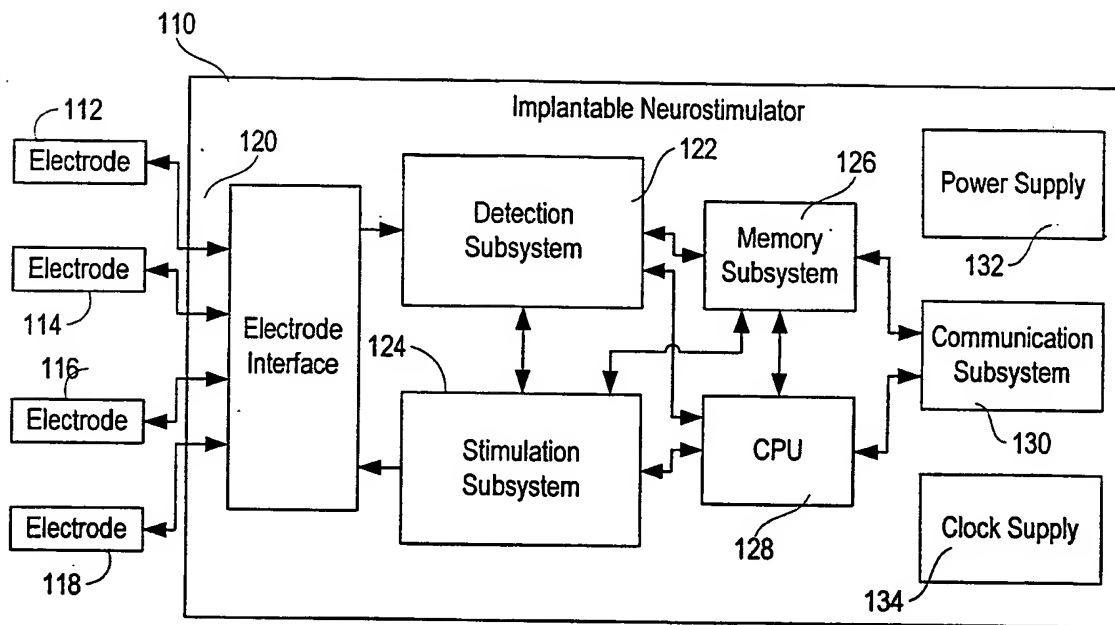 110
Implantable Neurostimulator
112
Electrode
120
122
Detection
Subsystem
126
Memory
Subsystem
Power Supply
132
Electrode
114
Electrode
Interface
124
116
Electrode
Stimulation
Subsystem
CPU
128
Communication
Subsystem
130
Electrode
118
Clock Supply
134